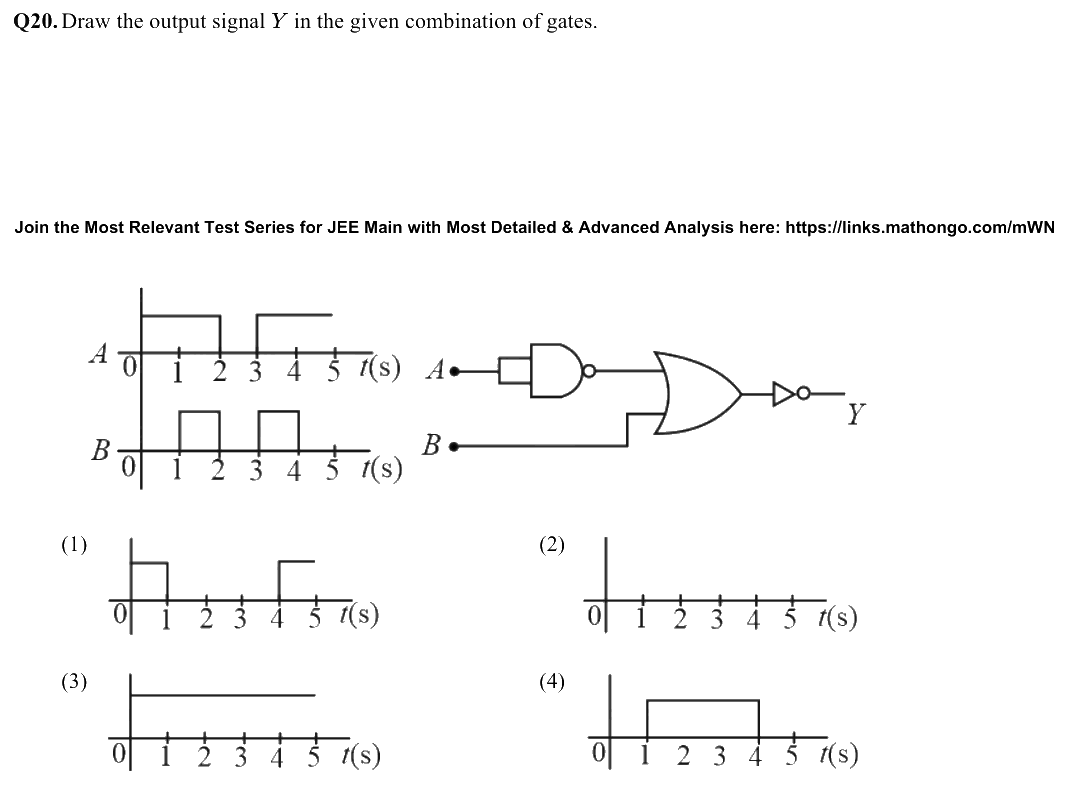 Q20. Draw the output signal Y in the given combination of gates.
Join the Most Relevant Test Series for JEE Main with Most Detailed & Advanced Analysis here: https://links.mathongo.com/mWN
A 0 1 2 3 4 5 t(s) A
B 0 1 2 3 4 5 t(s) B
Y
(1) 0 1 2 3 4 5 t(s)
(2) 0 1 2 3 4 5 t(s)
(3) 0 1 2 3 4 5 t(s)
(4) 0 1 2 3 4 5 t(s)